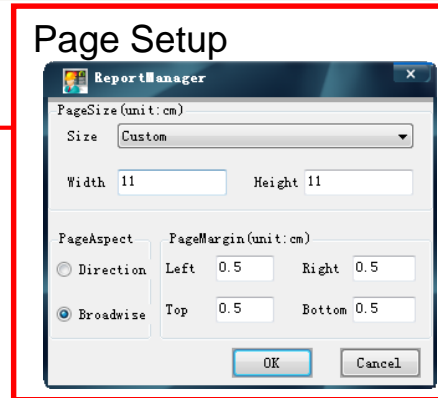 Page Setup
ReportManager
PageSize(unit:cm)
Size Custom
Width 11 Height 11
PageAspect PageMargin(unit:cm)
Direction Left 0.5 Right 0.5
Broadwise Top 0.5 Bottom 0.5
OK Cancel